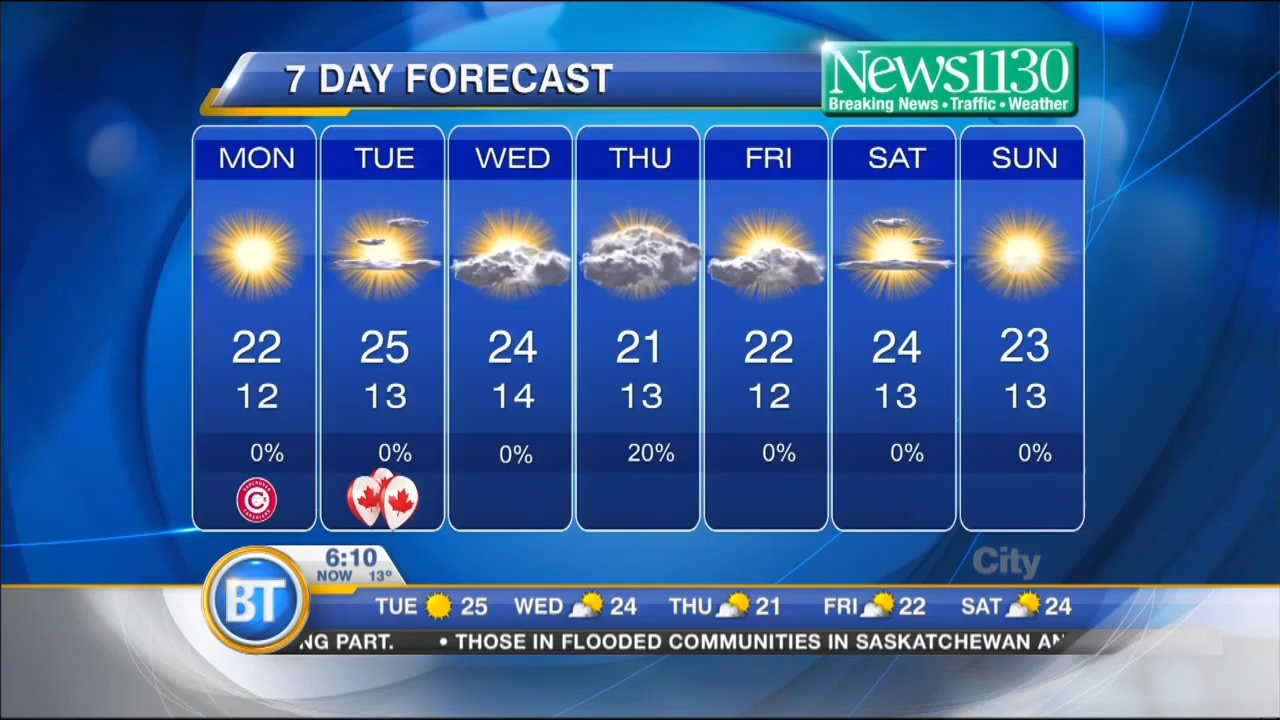 7 DAY FORECAST
News1130
Breaking News • Traffic • Weather
MON TUE WED THU FRI SAT SUN
22 25 24 21 22 24 23
12 13 14 13 12 13 13
0% 0% 0% 20% 0% 0% 0%
VANCOUVER
C
CANADIANS
City
6:10
NOW 13°
BT
TUE 25 WED 24 THU 21 FRI 22 SAT 24
NG PART. • THOSE IN FLOODED COMMUNITIES IN SASKATCHEWAN AN